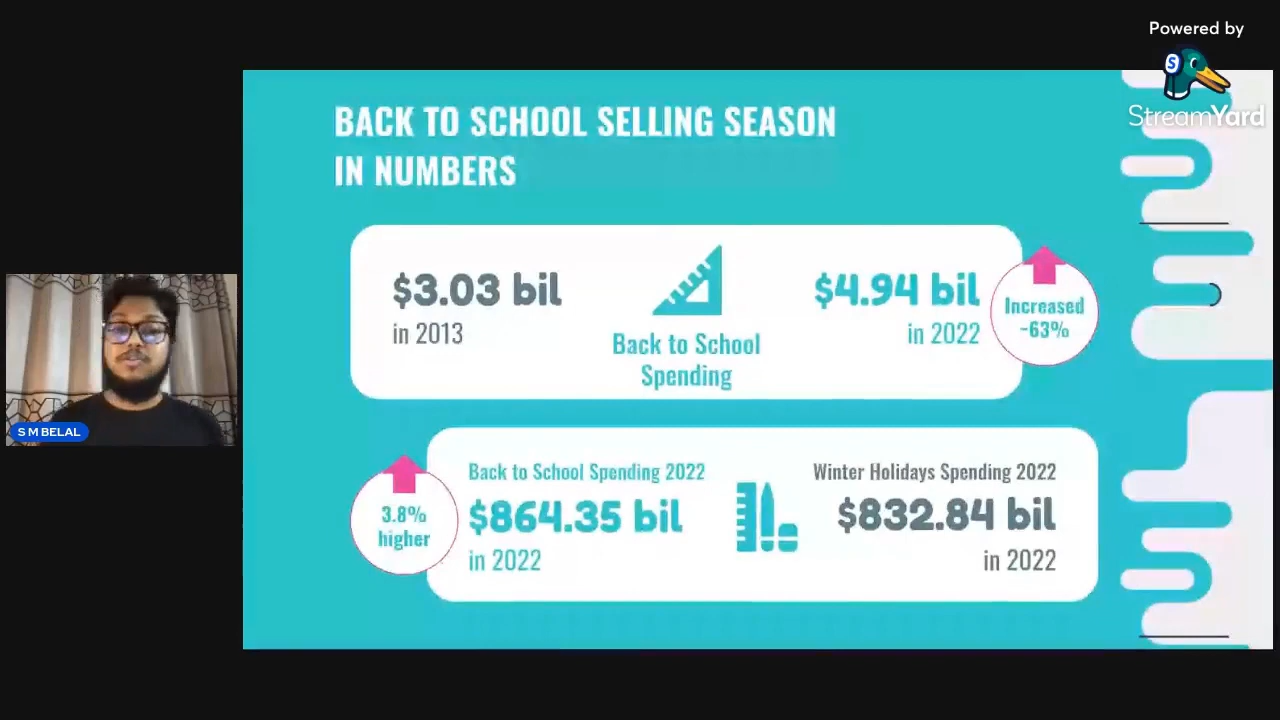 Powered by
StreamYard
BACK TO SCHOOL SELLING SEASON
IN NUMBERS
$3.03 bil
in 2013
Back to School
Spending
$4.94 bil
in 2022
Increased
~63%
3.8%
higher
Back to School Spending 2022
$864.35 bil
in 2022
Winter Holidays Spending 2022
$832.84 bil
in 2022
S M BELAL